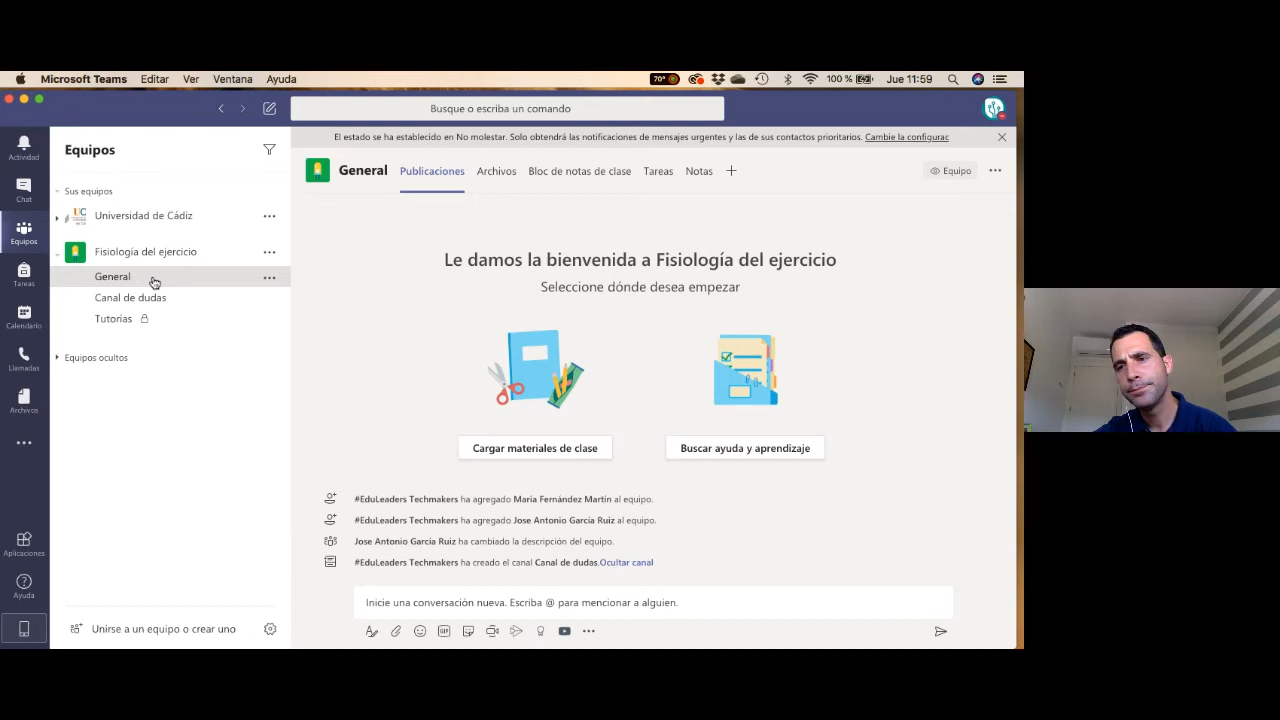 Microsoft Teams Editar Ver Ventana Ayuda 70° 100 % Jue 11:59
Busque o escriba un comando
El estado se ha establecido en No molestar. Solo obtendrá las notificaciones de mensajes urgentes y las de sus contactos prioritarios. Cambie la configurac
Actividad
Chat
Equipos
Tareas
Calendario
Llamadas
Archivos
Aplicaciones
Ayuda
Equipos
Sus equipos
Universidad de Cádiz
Fisiología del ejercicio
General
Canal de dudas
Tutorías
Equipos ocultos
Unirse a un equipo o crear uno
General Publicaciones Archivos Bloc de notas de clase Tareas Notas
Equipo
Le damos la bienvenida a Fisiología del ejercicio
Seleccione dónde desea empezar
Cargar materiales de clase
Buscar ayuda y aprendizaje
#EduLeaders Techmakers ha agregado María Fernández Martín al equipo.
#EduLeaders Techmakers ha agregado Jose Antonio García Ruiz al equipo.
Jose Antonio García Ruiz ha cambiado la descripción del equipo.
#EduLeaders Techmakers ha creado el canal Canal de dudas.Ocultar canal
Inicie una conversación nueva. Escriba @ para mencionar a alguien.
GIF